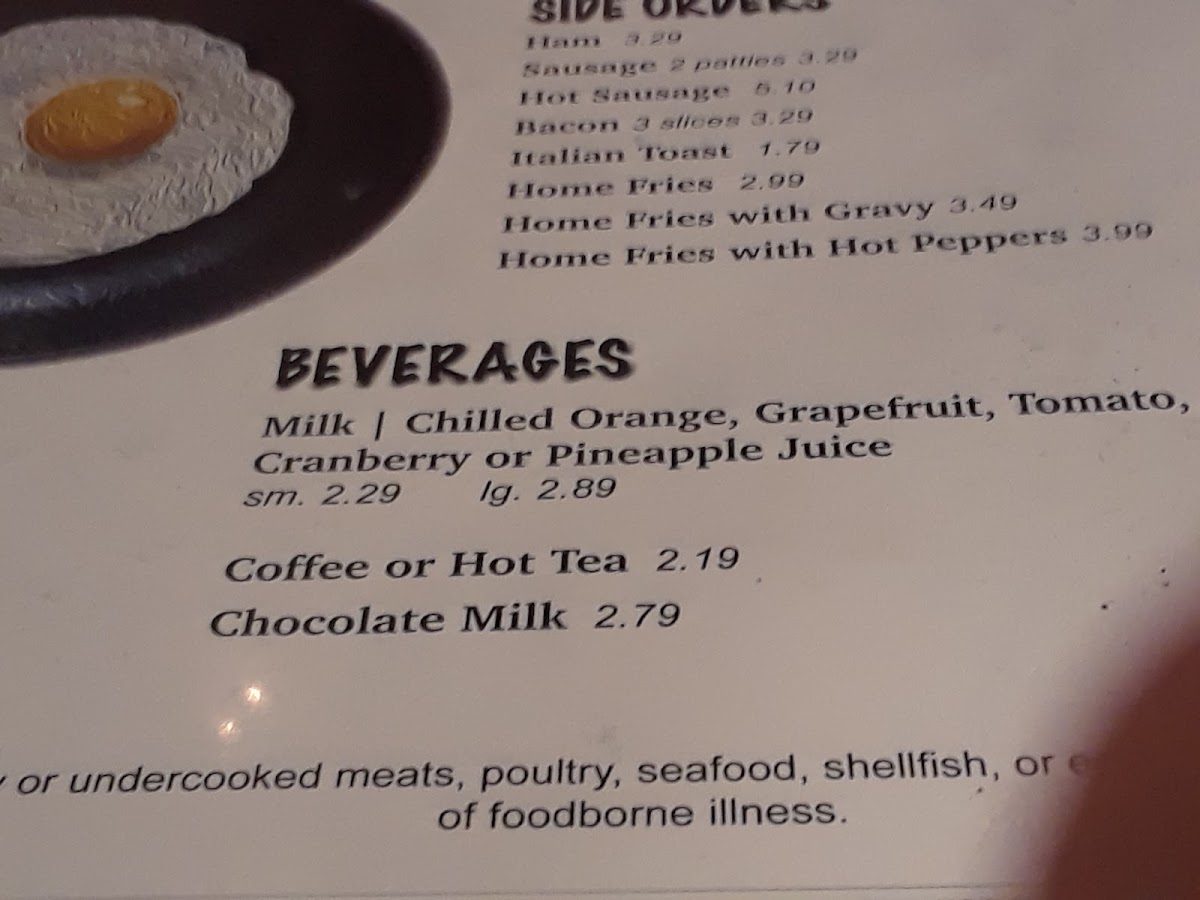 SIDE ORDERS
Ham 3.29
Sausage 2 patties 3.29
Hot Sausage 5.10
Bacon 3 slices 3.29
Italian Toast 1.79
Home Fries 2.99
Home Fries with Gravy 3.49
Home Fries with Hot Peppers 3.99
BEVERAGES
Milk | Chilled Orange, Grapefruit, Tomato,
Cranberry or Pineapple Juice
sm. 2.29 lg. 2.89
Coffee or Hot Tea 2.19
Chocolate Milk 2.79
or undercooked meats, poultry, seafood, shellfish, or
of foodborne illness.